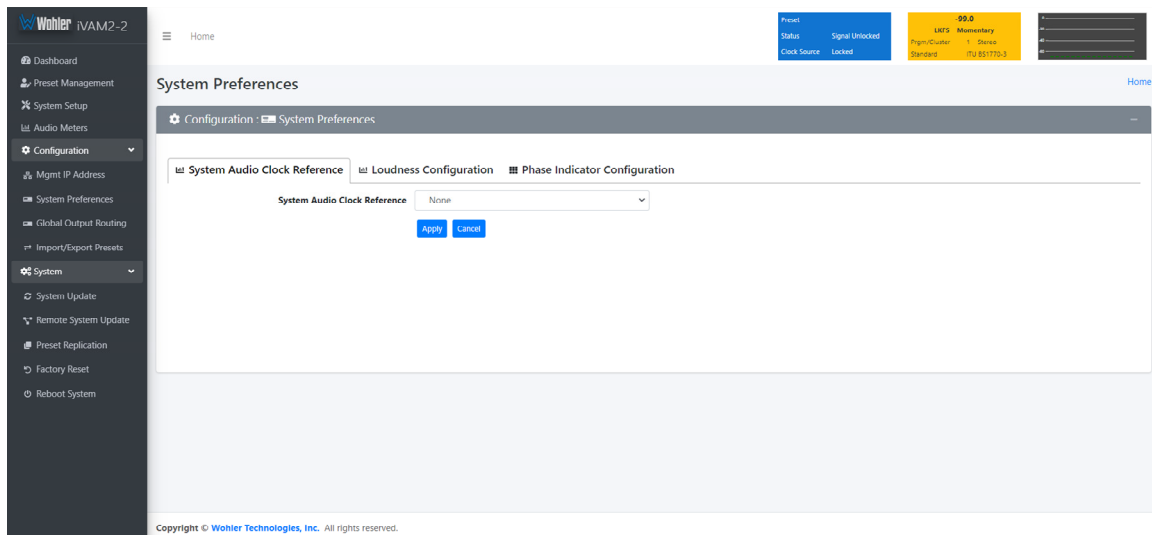 Wohler iVAM2-2
Dashboard
Preset Management
System Setup
Audio Meters
Configuration
Mgmt IP Address
System Preferences
Global Output Routing
Import/Export Presets
System
System Update
Remote System Update
Preset Replication
Factory Reset
Reboot System
Home
Preset
Status Signal Unlocked
Clock Source Locked
-99.0
LKFS Momentary
Prgm/Cluster 1 Stereo
Standard ITU BS1770-3
System Preferences
Home
Configuration : System Preferences
System Audio Clock Reference Loudness Configuration Phase Indicator Configuration
System Audio Clock Reference None
Apply Cancel
Copyright © Wohler Technologies, Inc. All rights reserved.